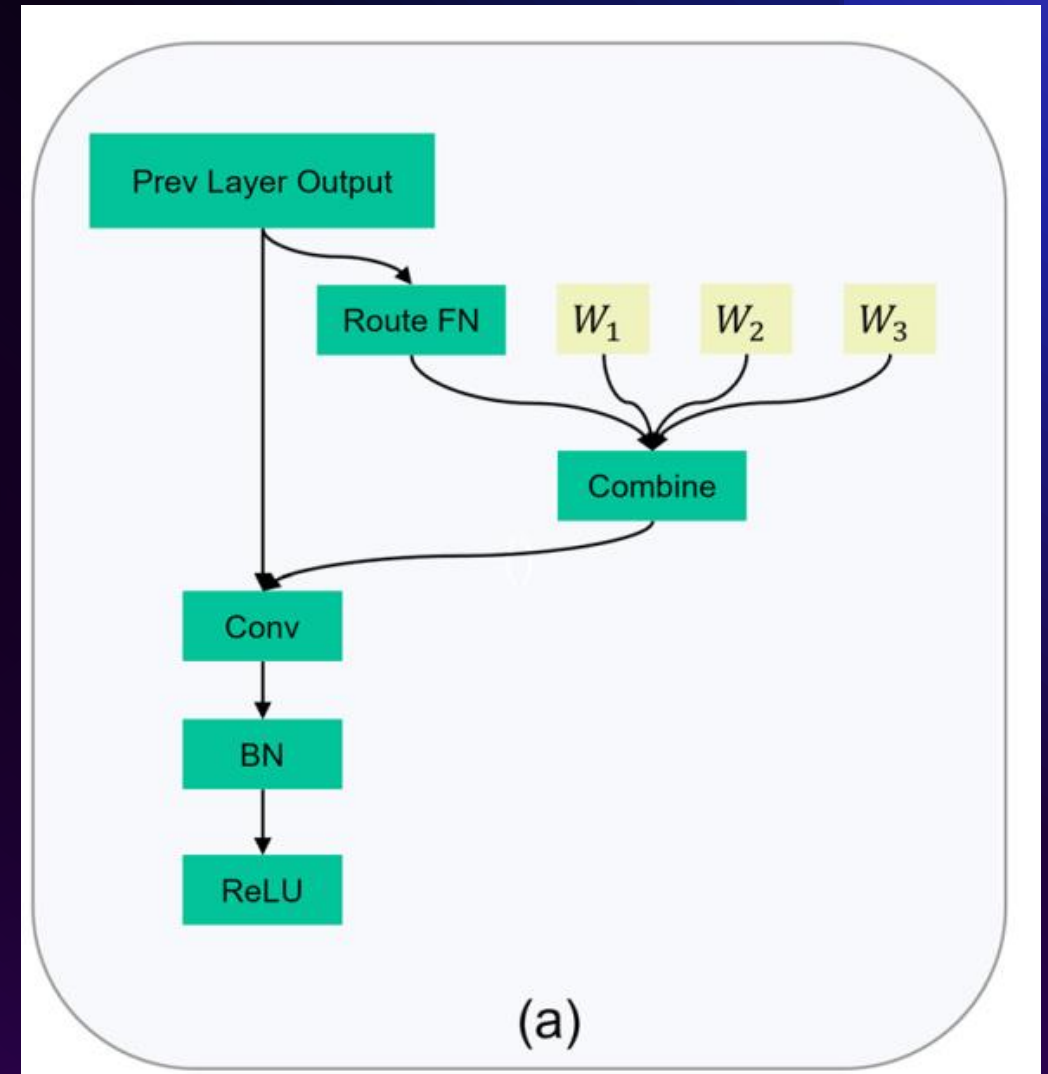 Prev Layer Output
Route FN
W₁
W₂
W₃
Combine
()
Conv
BN
ReLU
(a)